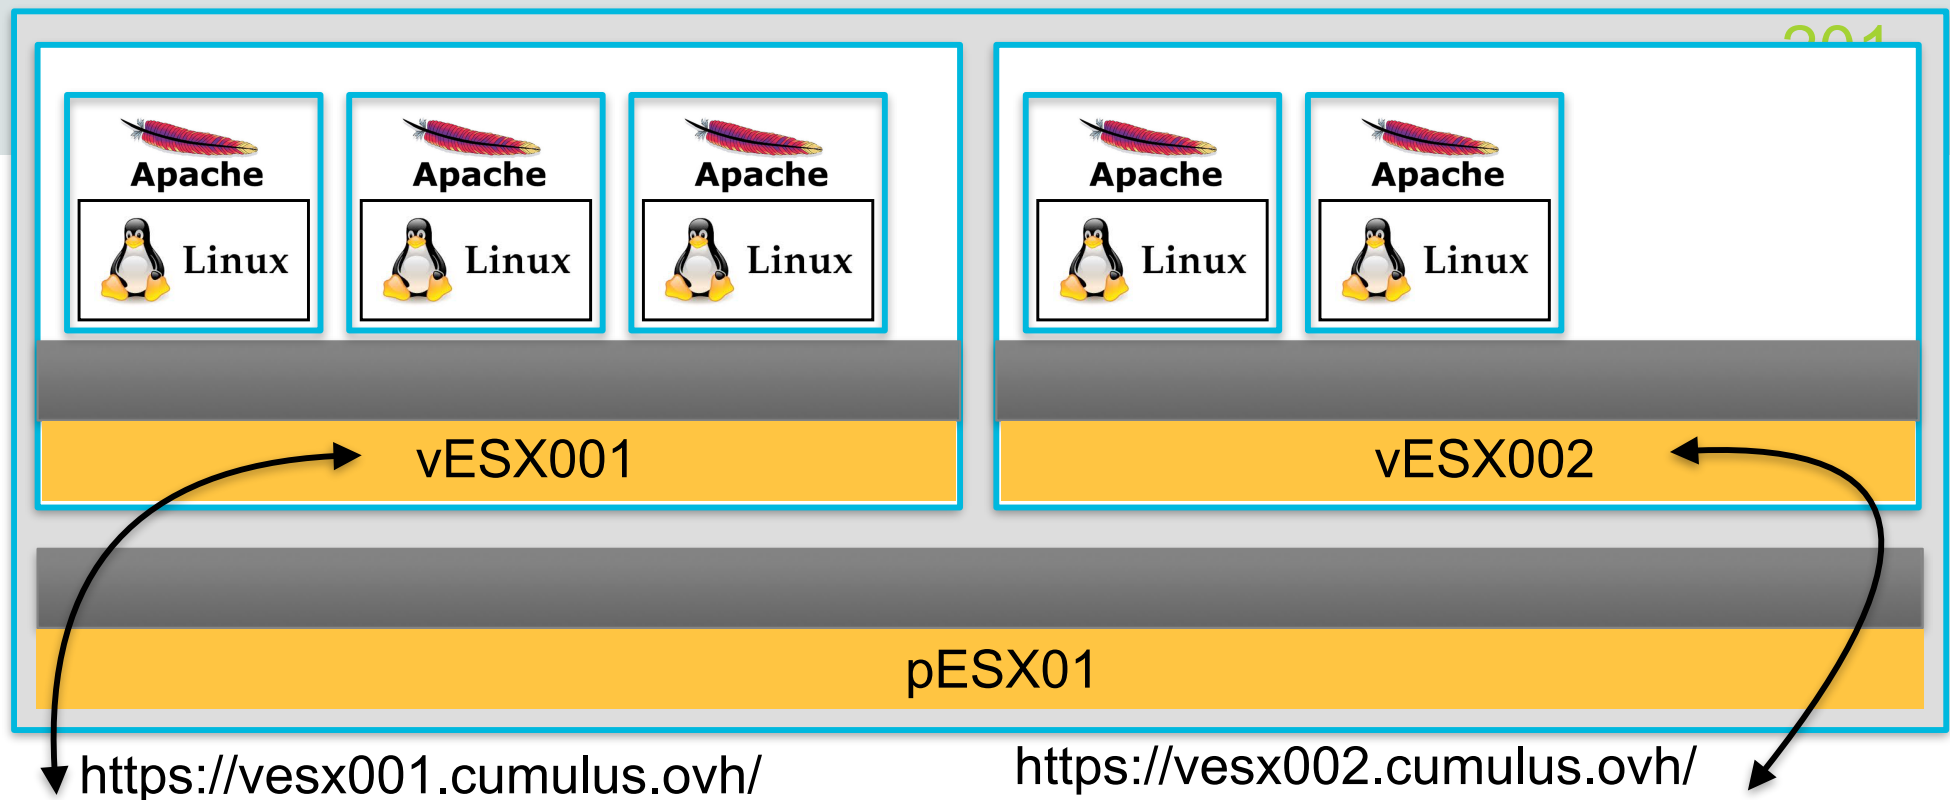 Apache
Linux
Apache
Linux
Apache
Linux
Apache
Linux
Apache
Linux
vESX001
vESX002
pESX01
https://vesx001.cumulus.ovh/
https://vesx002.cumulus.ovh/